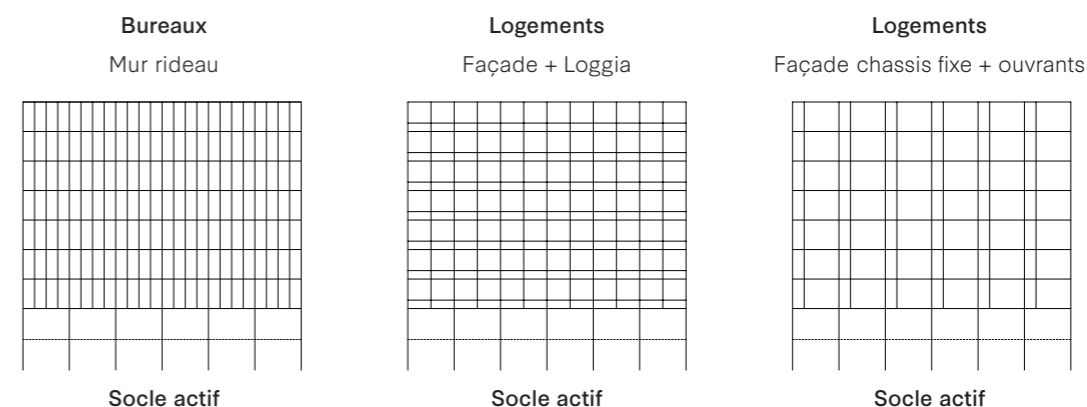 Bureaux
Mur rideau
Socle actif
Logements
Façade + Loggia
Socle actif
Logements
Façade chassis fixe + ouvrants
Socle actif